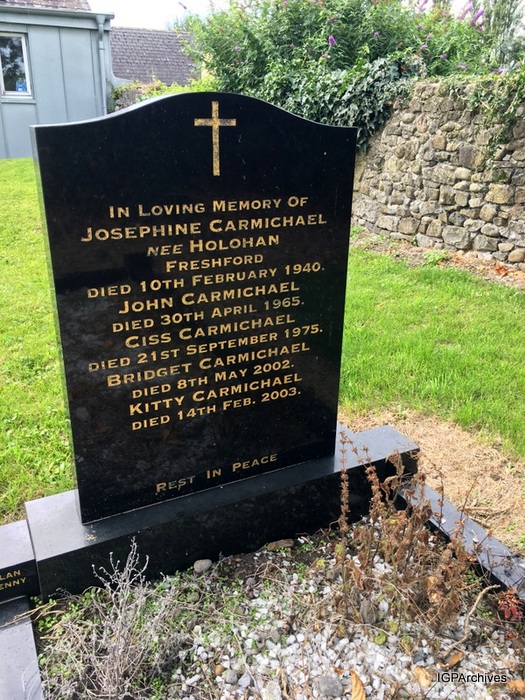 IN LOVING MEMORY OF
JOSEPHINE CARMICHAEL
NEE HOLOHAN
FRESHFORD
DIED 10TH FEBRUARY 1940.
JOHN CARMICHAEL
DIED 30TH APRIL 1965.
CISS CARMICHAEL
DIED 21ST SEPTEMBER 1975.
BRIDGET CARMICHAEL
DIED 8TH MAY 2002.
KITTY CARMICHAEL
DIED 14TH FEB. 2003.
REST IN PEACE
LAN
ENNY
IGPArchives